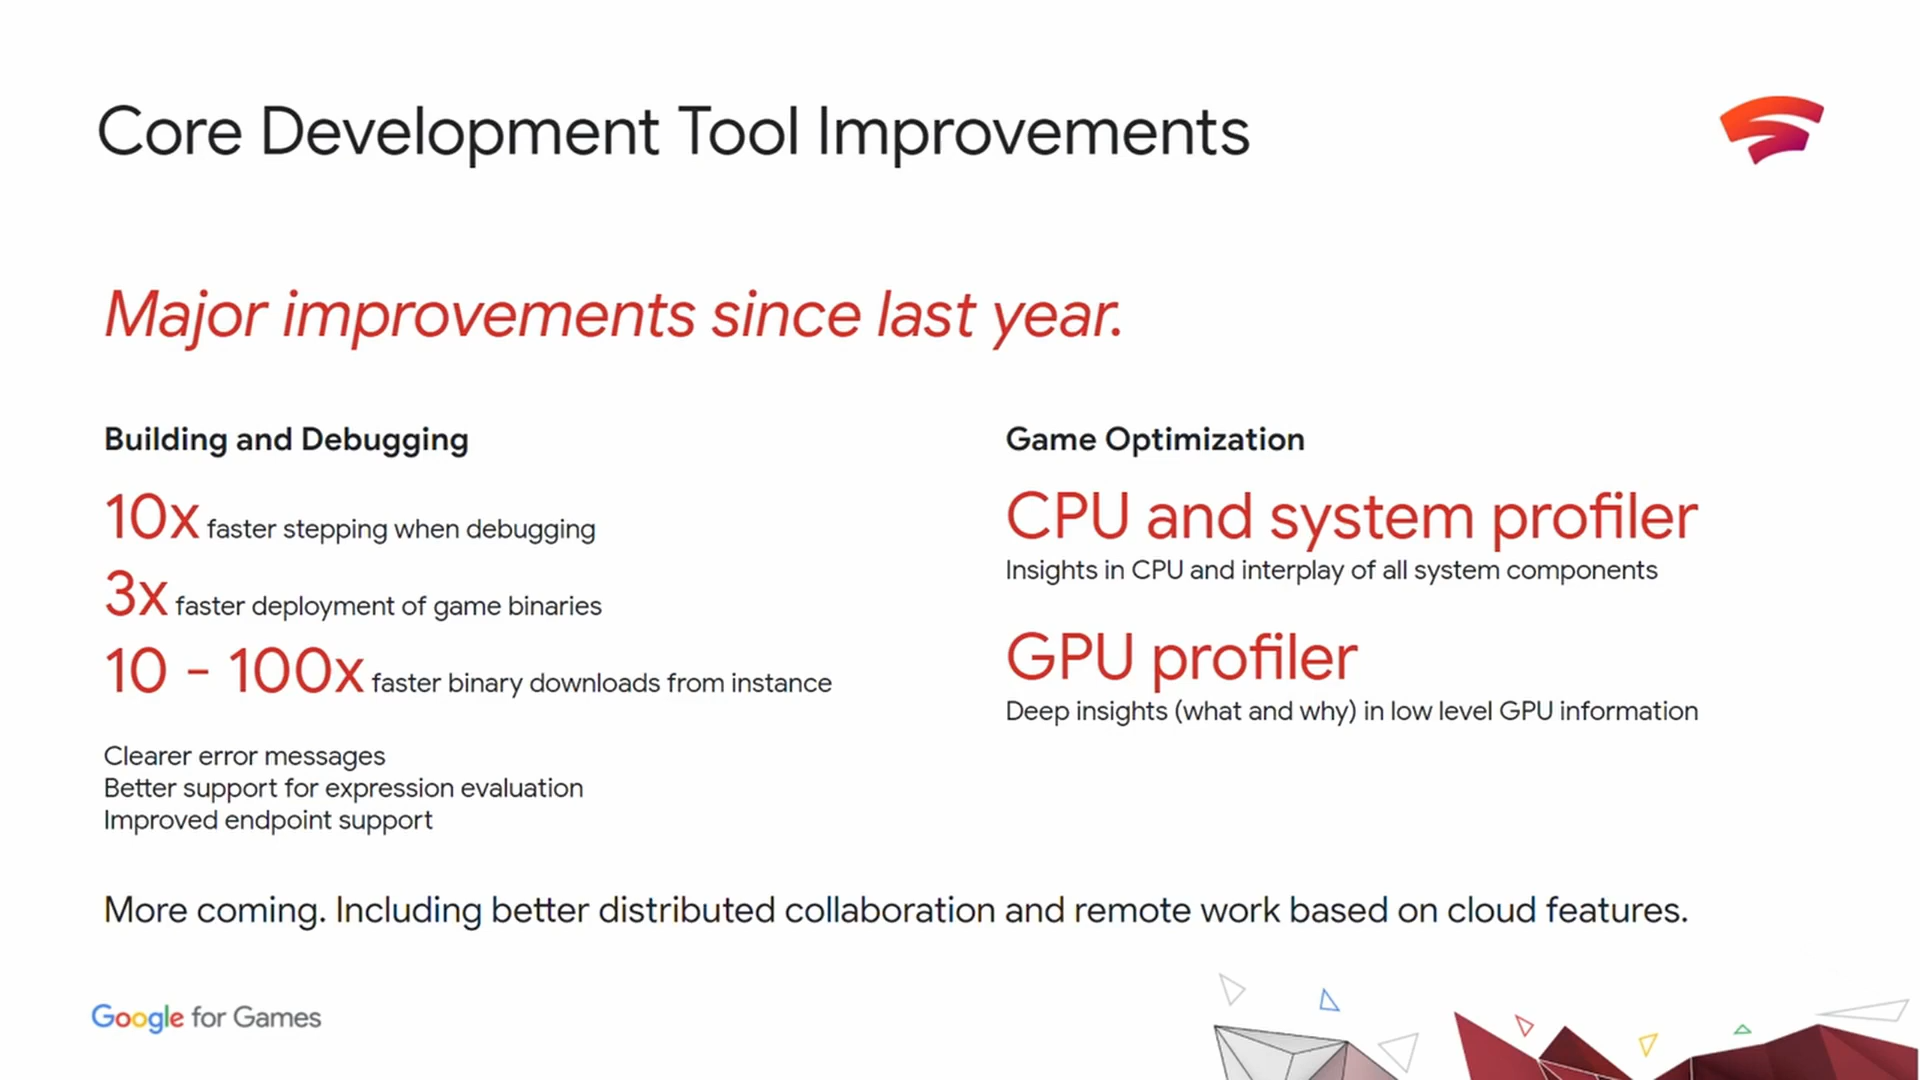 Core Development Tool Improvements
Major improvements since last year.
Building and Debugging
10x faster stepping when debugging
3x faster deployment of game binaries
10 - 100x faster binary downloads from instance
Clearer error messages
Better support for expression evaluation
Improved endpoint support
Game Optimization
CPU and system profiler
Insights in CPU and interplay of all system components
GPU profiler
Deep insights (what and why) in low level GPU information
More coming. Including better distributed collaboration and remote work based on cloud features.
Google for Games